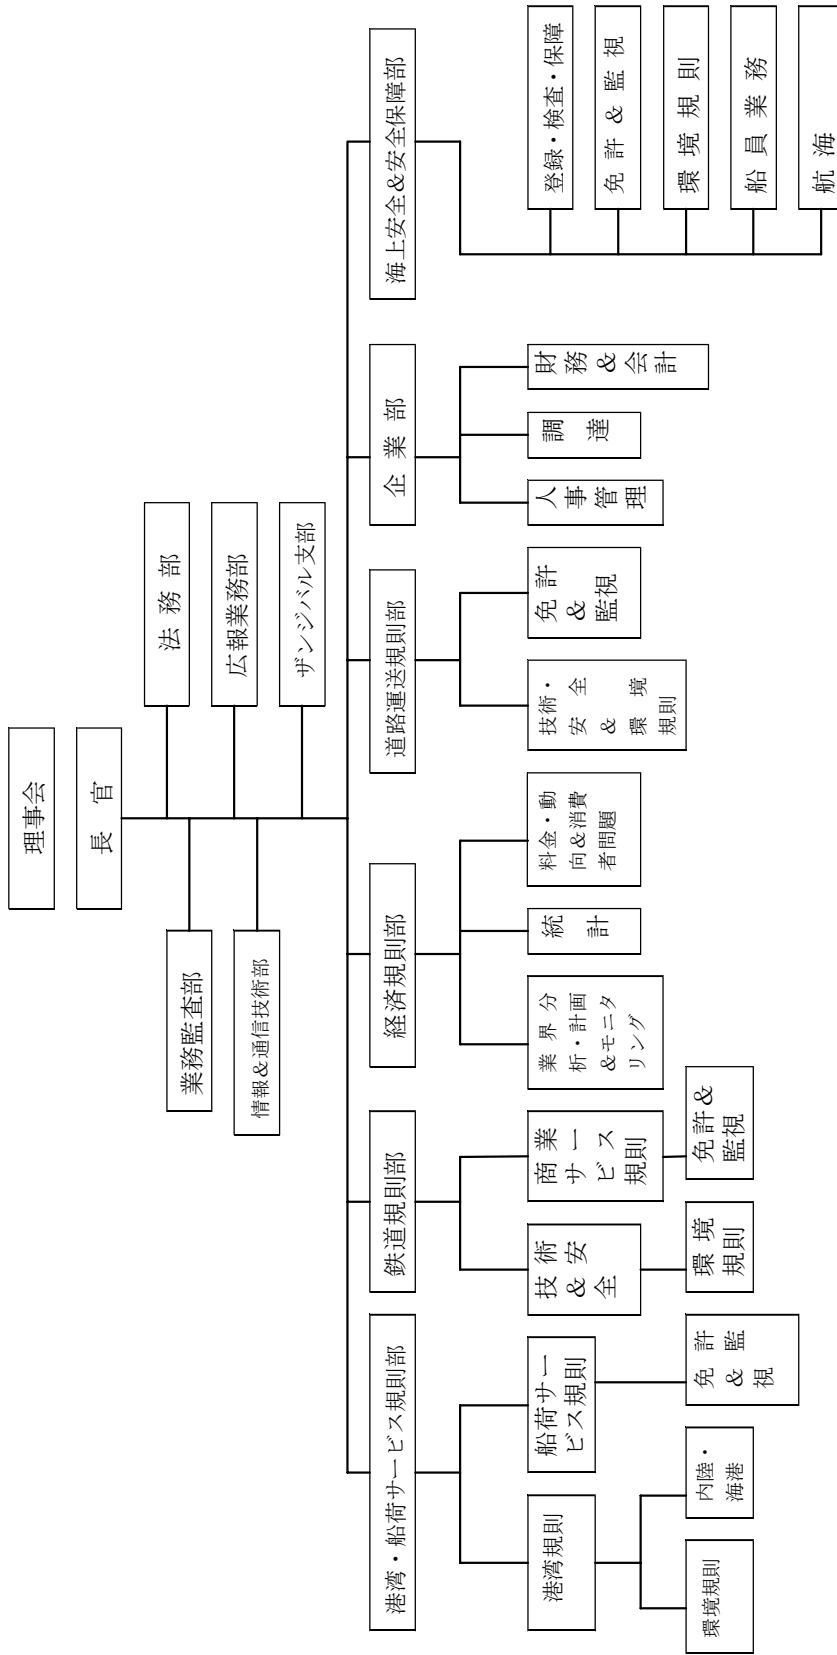 理事会
長 官
法 務 部
広報業務部
ザンジバル支部
業務監査部
情報&通信技術部
港湾・船荷サービス規則部
鉄道規則部
経済規則部
道路運送規則部
企 業 部
海上安全&安全保障部
港湾規則
船荷サー
ビス規則
環境規則
内陸・
海港
免 許
& 監
視
技 術
& 安
全
商 業
サ ー
ビ ス
規則
環 境
規則
免許&
監視
業 界 分
析・計画
&モニタ
リング
統
計
料金・動
向&消費
者問題
技術・
安 全
&
環 境
規則
免 許
&
監視
人
事
管
理
調
達
財
務
&
会
計
登録・検査・保障
免 許 & 監 視
環 境 規 則
船 員 業 務
航 海